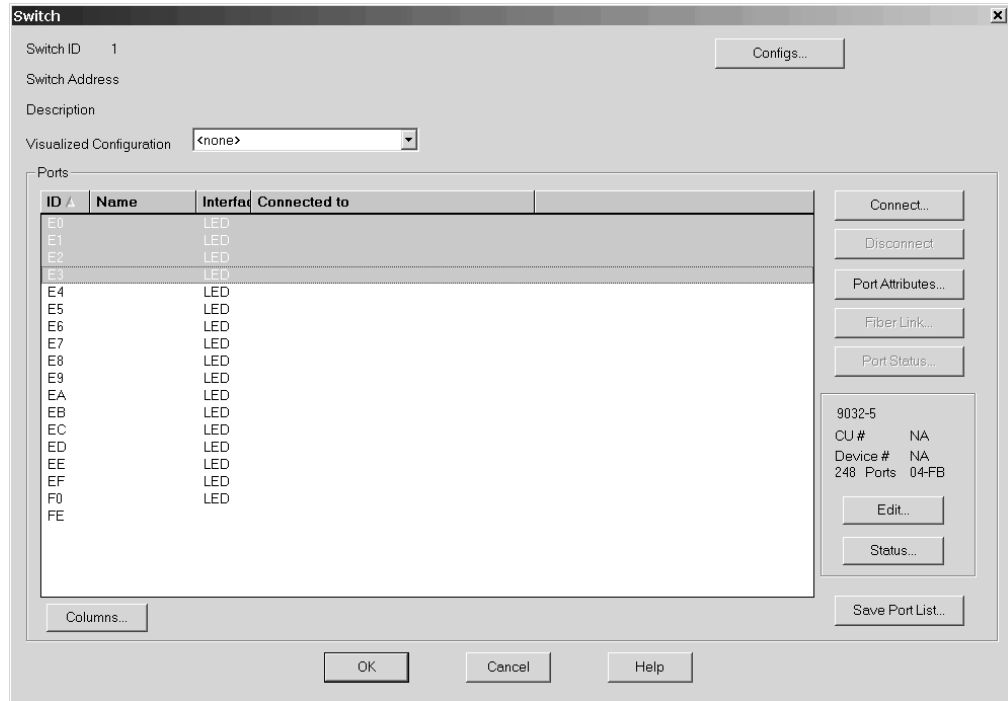 Switch
Switch ID 1
Configs...
Switch Address
Description
Visualized Configuration <none>
Ports
ID Name Interfac Connected to
E0 LED
E1 LED
E2 LED
E3 LED
E4 LED
E5 LED
E6 LED
E7 LED
E8 LED
E9 LED
EA LED
EB LED
EC LED
ED LED
EE LED
EF LED
F0 LED
FE
Connect...
Disconnect
Port Attributes...
Fiber Link...
Port Status...
9032-5
CU # NA
Device # NA
248 Ports 04-FB
Edit...
Status...
Columns...
Save Port List...
OK Cancel Help